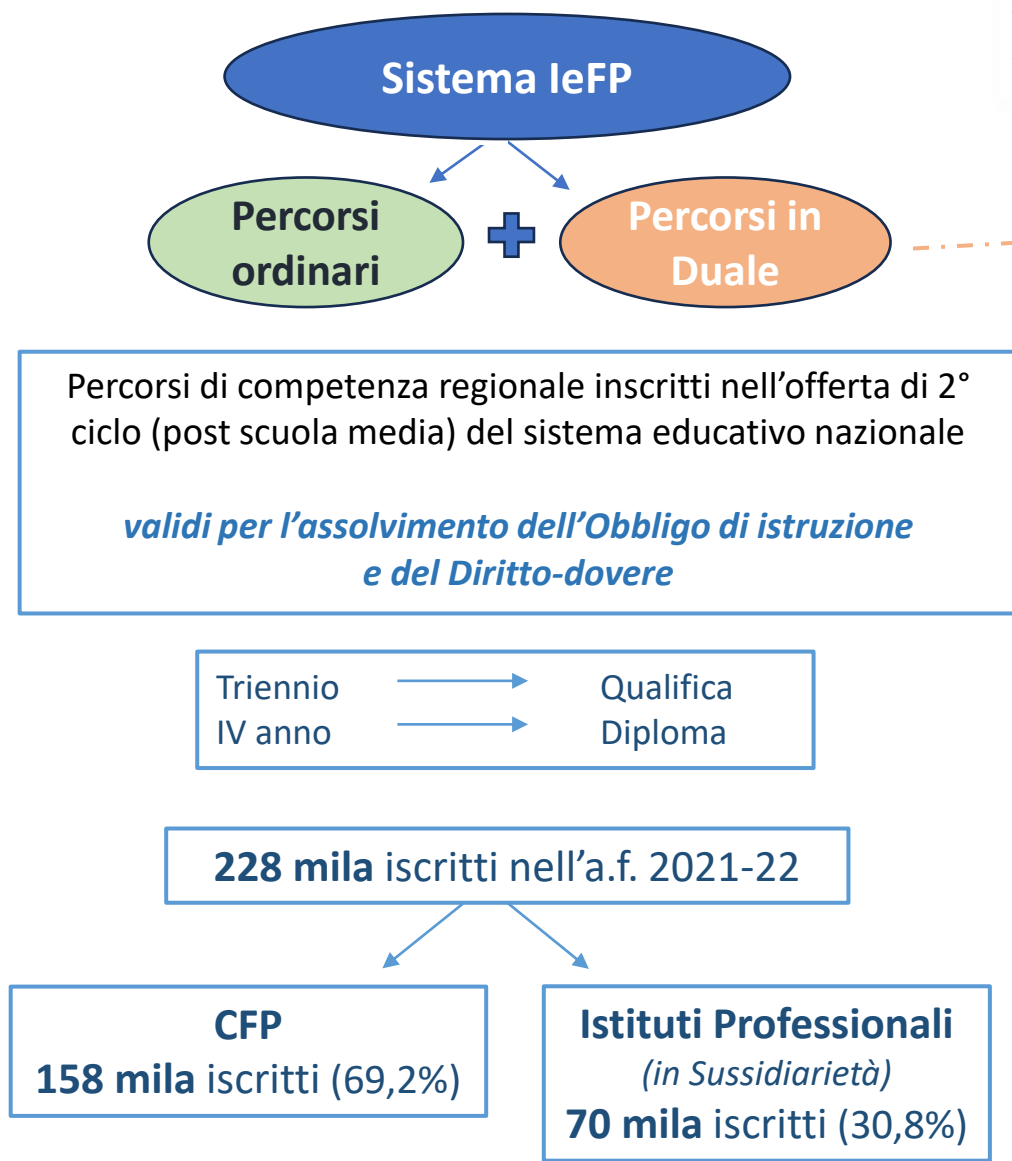 Sistema IeFP
Percorsi
ordinari
Percorsi in
Duale
Percorsi di competenza regionale inscritti nell’offerta di 2°
ciclo (post scuola media) del sistema educativo nazionale
validi per l’assolvimento dell’Obbligo di istruzione
e del Diritto-dovere
Triennio Qualifica
IV anno Diploma
228 mila iscritti nell’a.f. 2021-22
CFP
158 mila iscritti (69,2%)
Istituti Professionali
(in Sussidiarietà)
70 mila iscritti (30,8%)